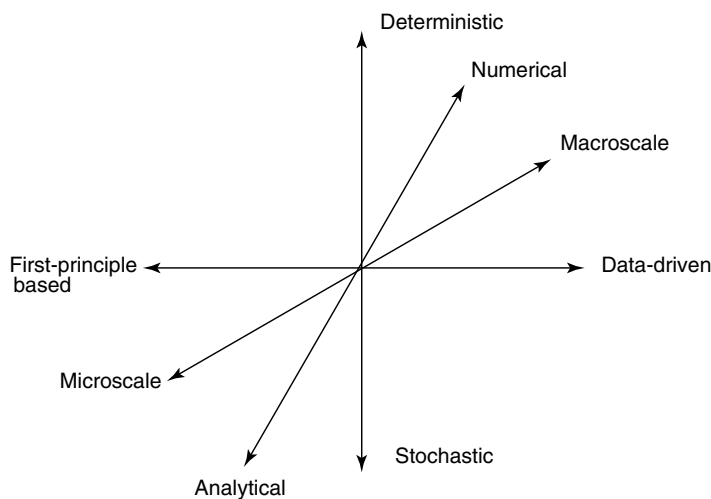 Deterministic
Numerical
Macroscale
First-principle
based
Data-driven
Microscale
Stochastic
Analytical